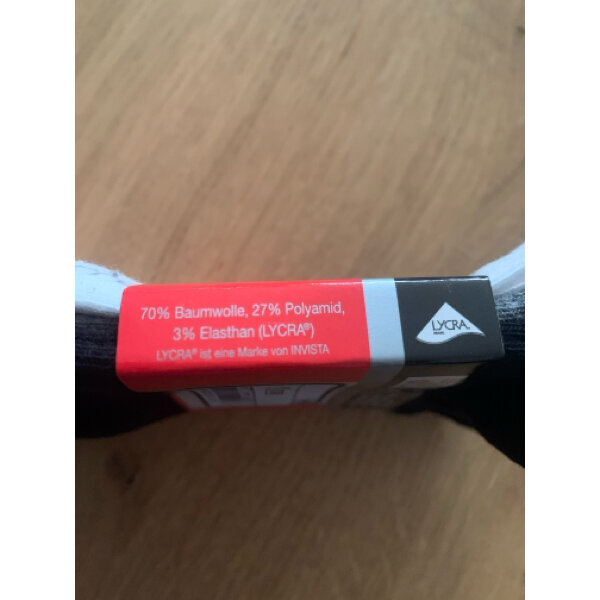 70% Baumwolle, 27% Polyamid,
3% Elasthan (LYCRA®)
LYCRA® ist eine Marke von INVISTA
LYCRA®